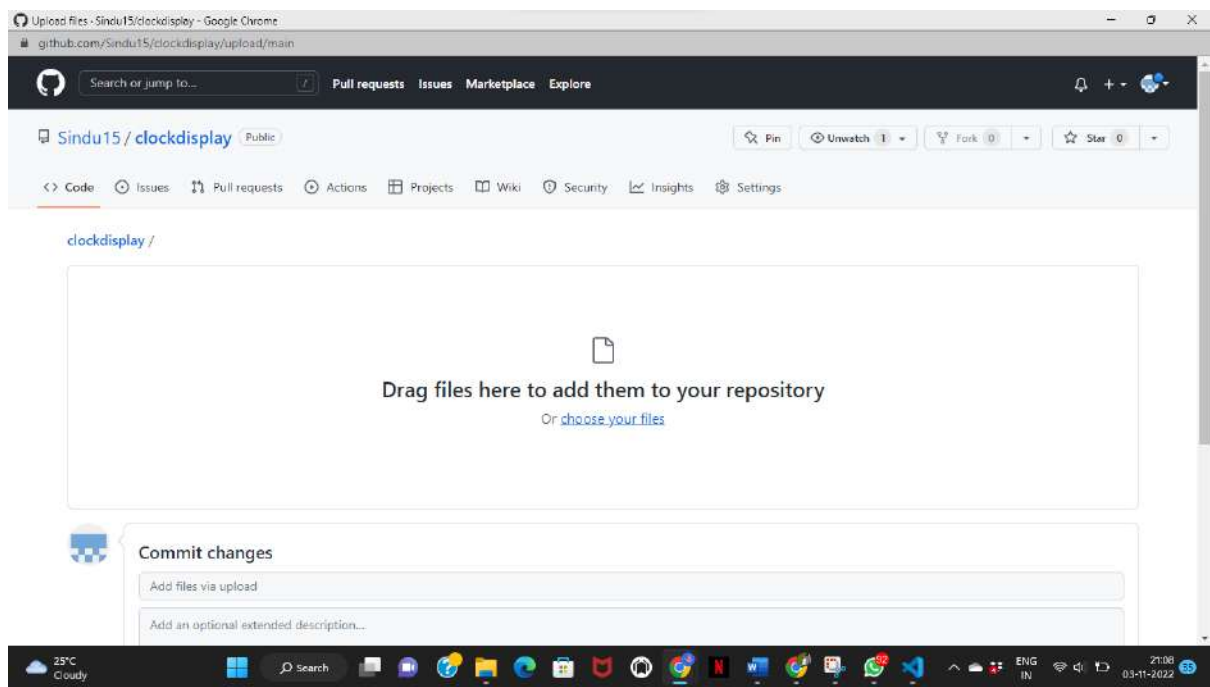 Upload files - Sindu15/clockdisplay - Google Chrome
github.com/Sindu15/clockdisplay/upload/main
Search or jump to... / Pull requests Issues Marketplace Explore
Sindu15 / clockdisplay Public Pin Unwatch 1 Fork 0 Star 0
<> Code Issues Pull requests Actions Projects Wiki Security Insights Settings
clockdisplay /
Drag files here to add them to your repository
Or choose your files
Commit changes
Add files via upload
Add an optional extended description...
25°C
Cloudy
Search
ENG
IN
21:08
03-11-2022